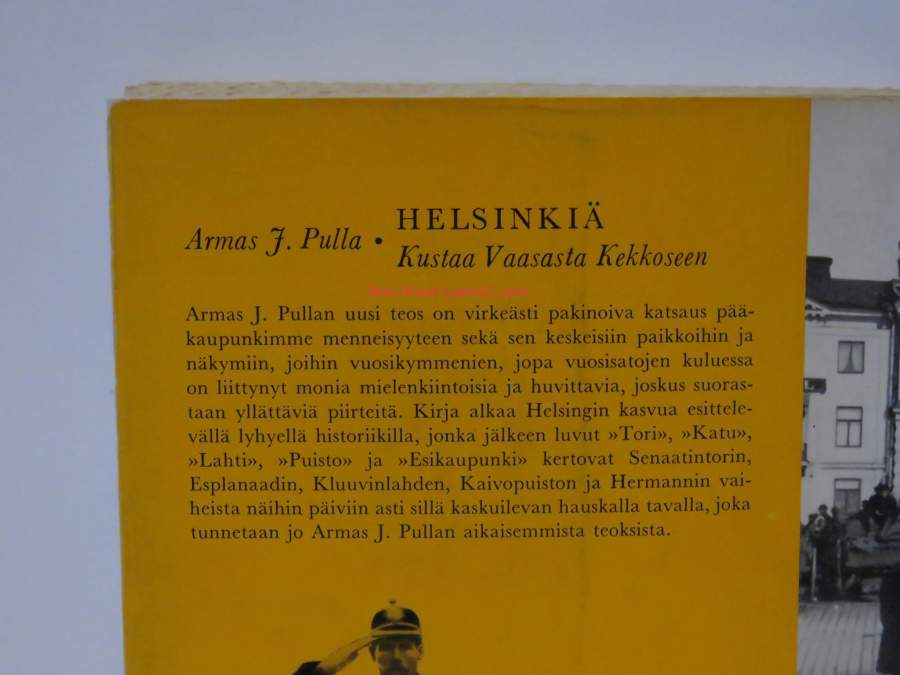 Armas J. Pulla •
HELSINKIÄ
Kustaa Vaasasta Kekkoseen
Armas J. Pullan uusi teos on virkeästi pakinoiva katsaus pää-
kaupunkimme menneisyyteen sekä sen keskeisiin paikkoihin ja
näkymiin, joihin vuosikymmenien, jopa vuosisatojen kuluessa
on liittynyt monia mielenkiintoisia ja huvittavia, joskus suoras-
taan yllättäviä piirteitä. Kirja alkaa Helsingin kasvua esittele-
vällä lyhyellä historiikilla, jonka jälkeen luvut »Tori», »Katu»,
»Lahti», »Puisto» ja »Esikaupunki» kertovat Senaatintorin,
Esplanaadin, Kluuvinlahden, Kaivopuiston ja Hermannin vai-
heista näihin päiviin asti sillä kaskuilevan hauskalla tavalla, joka
tunnetaan jo Armas J. Pullan aikaisemmista teoksista.